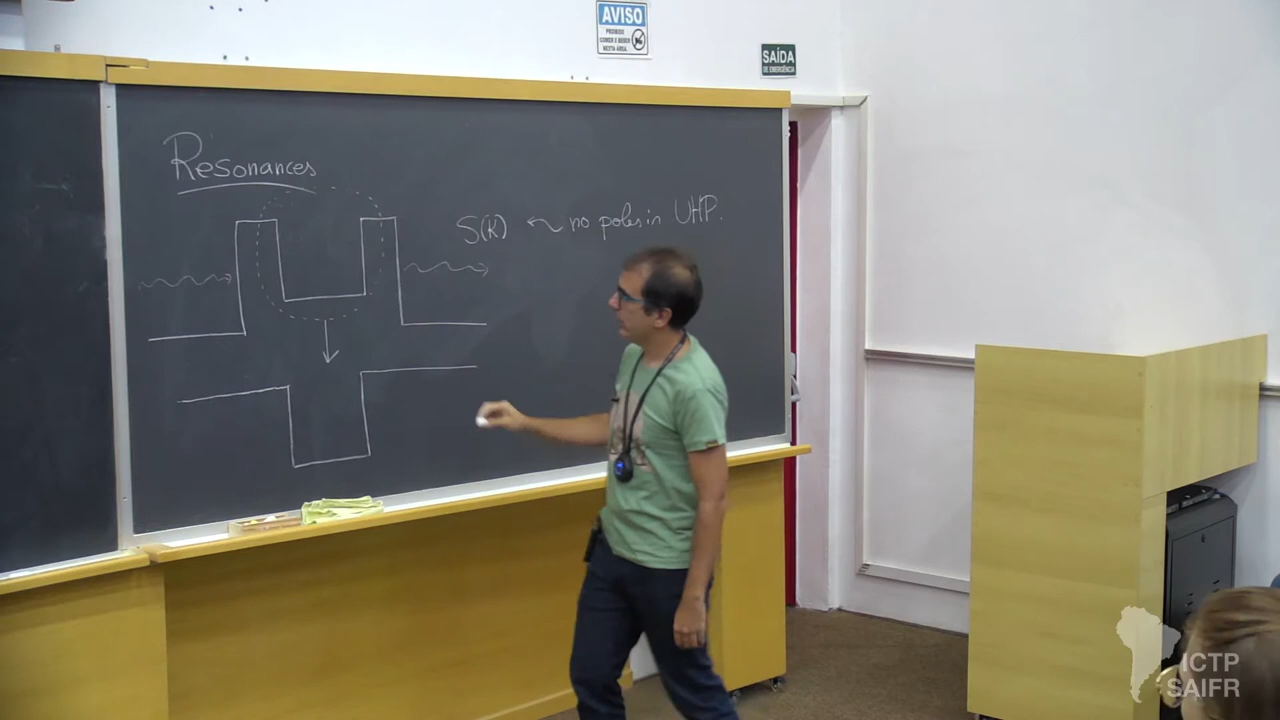 AVISO
PROIBIDO
COMER E BEBER
NESTA ÁREA.
SAÍDA
DE EMERGÊNCIA
Resonances
S(K) no poles in UHP.
ICTP
SAIFR